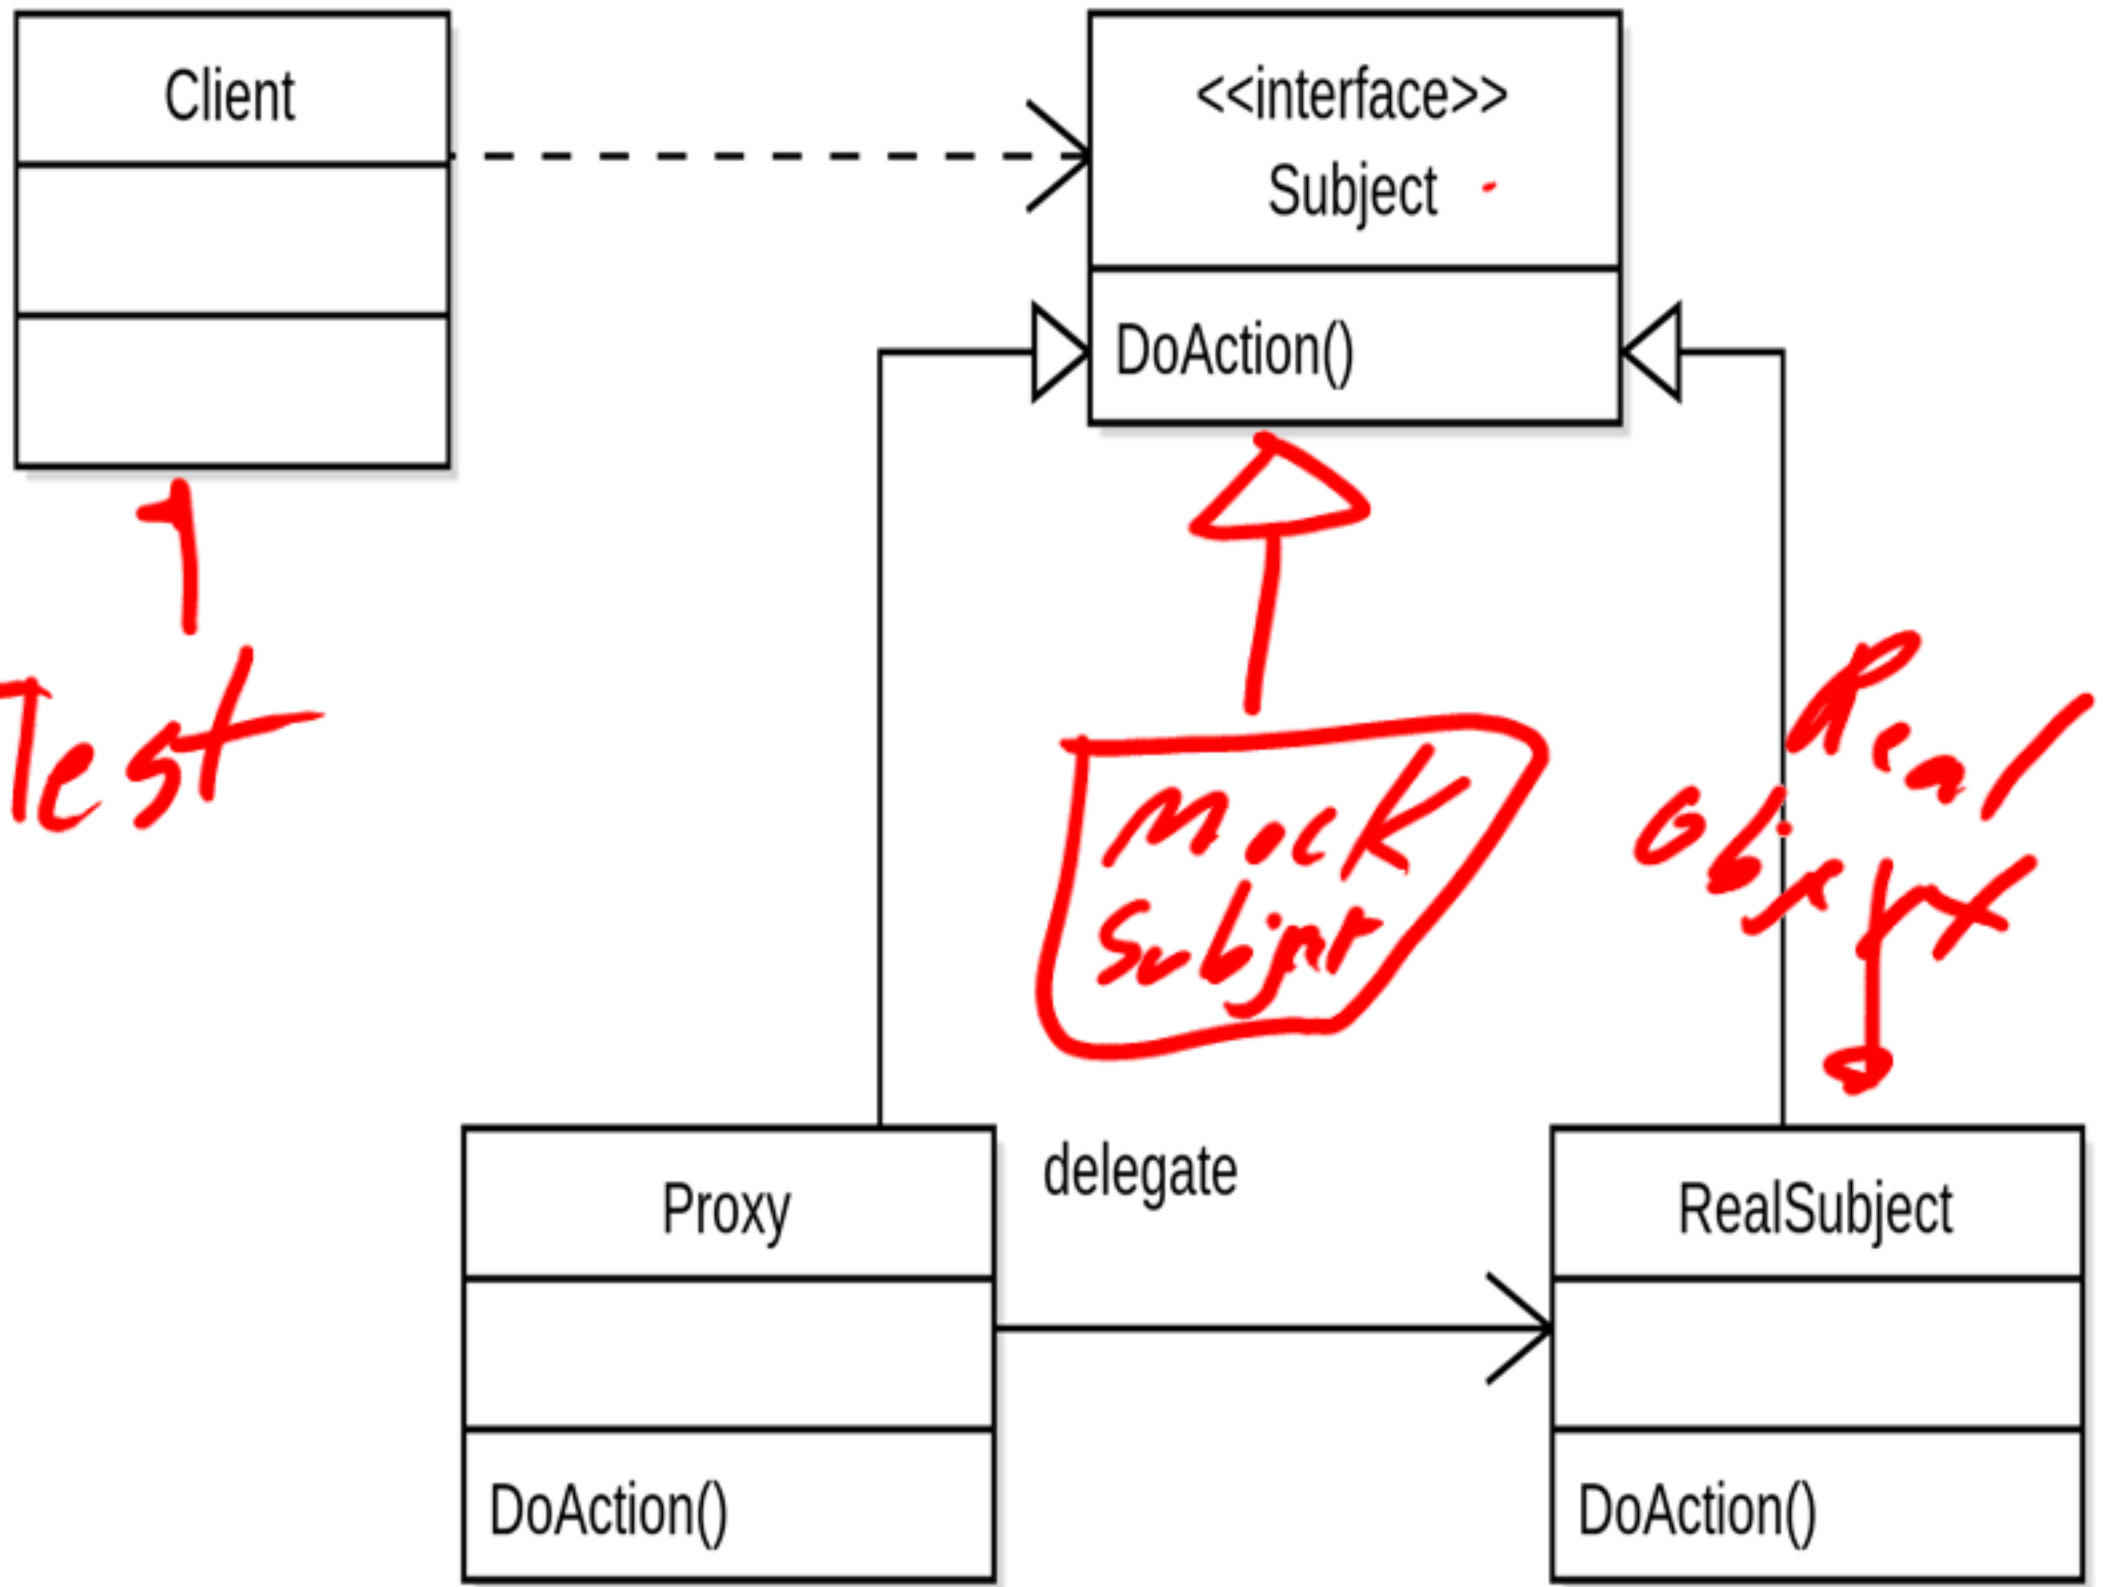 Client
<<interface>>
Subject
DoAction()
Test
Mock
Subject
Real
Object
delegate
Proxy
RealSubject
DoAction()
DoAction()